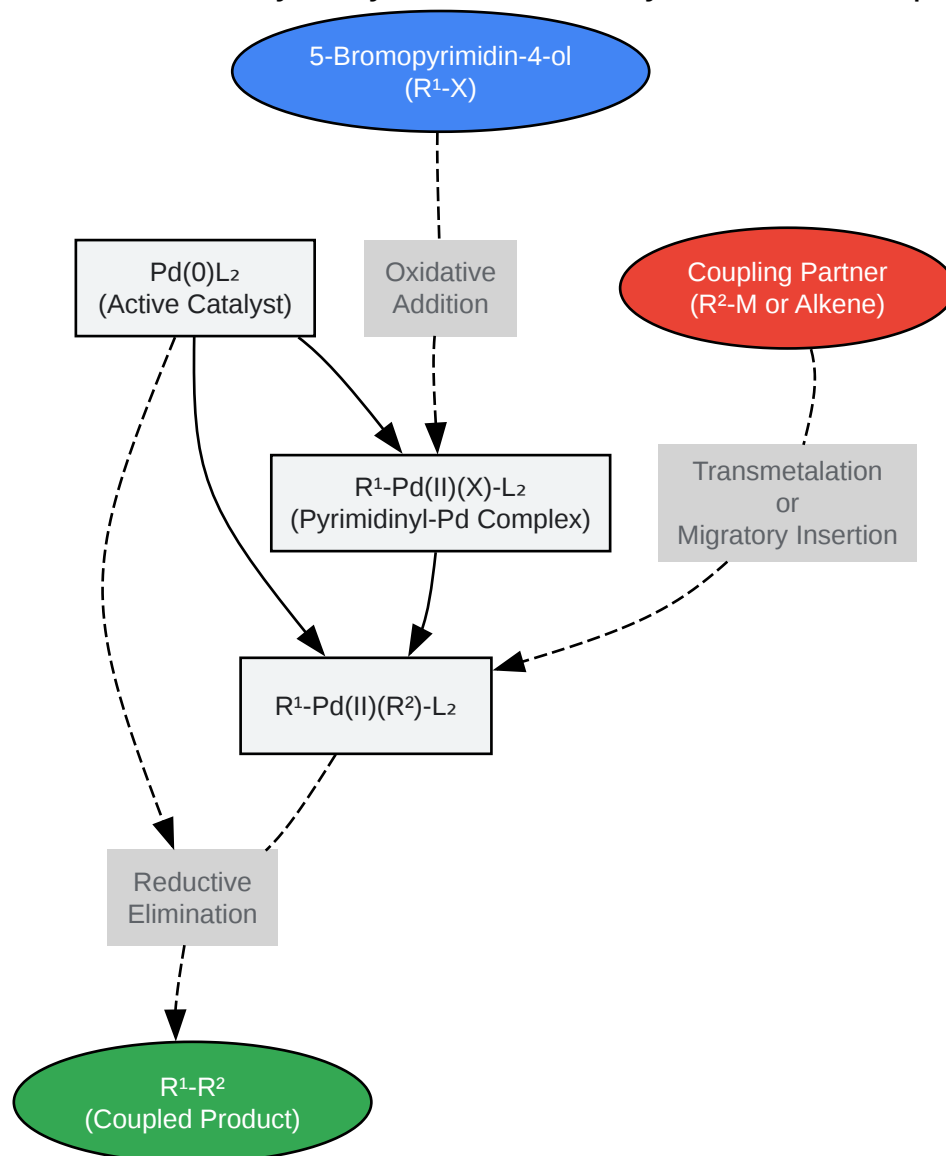 5-Bromopyrimidin-4-ol
(R¹-X)
Pd(0)L₂
(Active Catalyst)
Oxidative
Addition
Coupling Partner
(R²-M or Alkene)
R¹-Pd(II)(X)-L₂
(Pyrimidinyl-Pd Complex)
Transmetalation
or
Migratory Insertion
R¹-Pd(II)(R²)-L₂
Reductive
Elimination
R¹-R²
(Coupled Product)